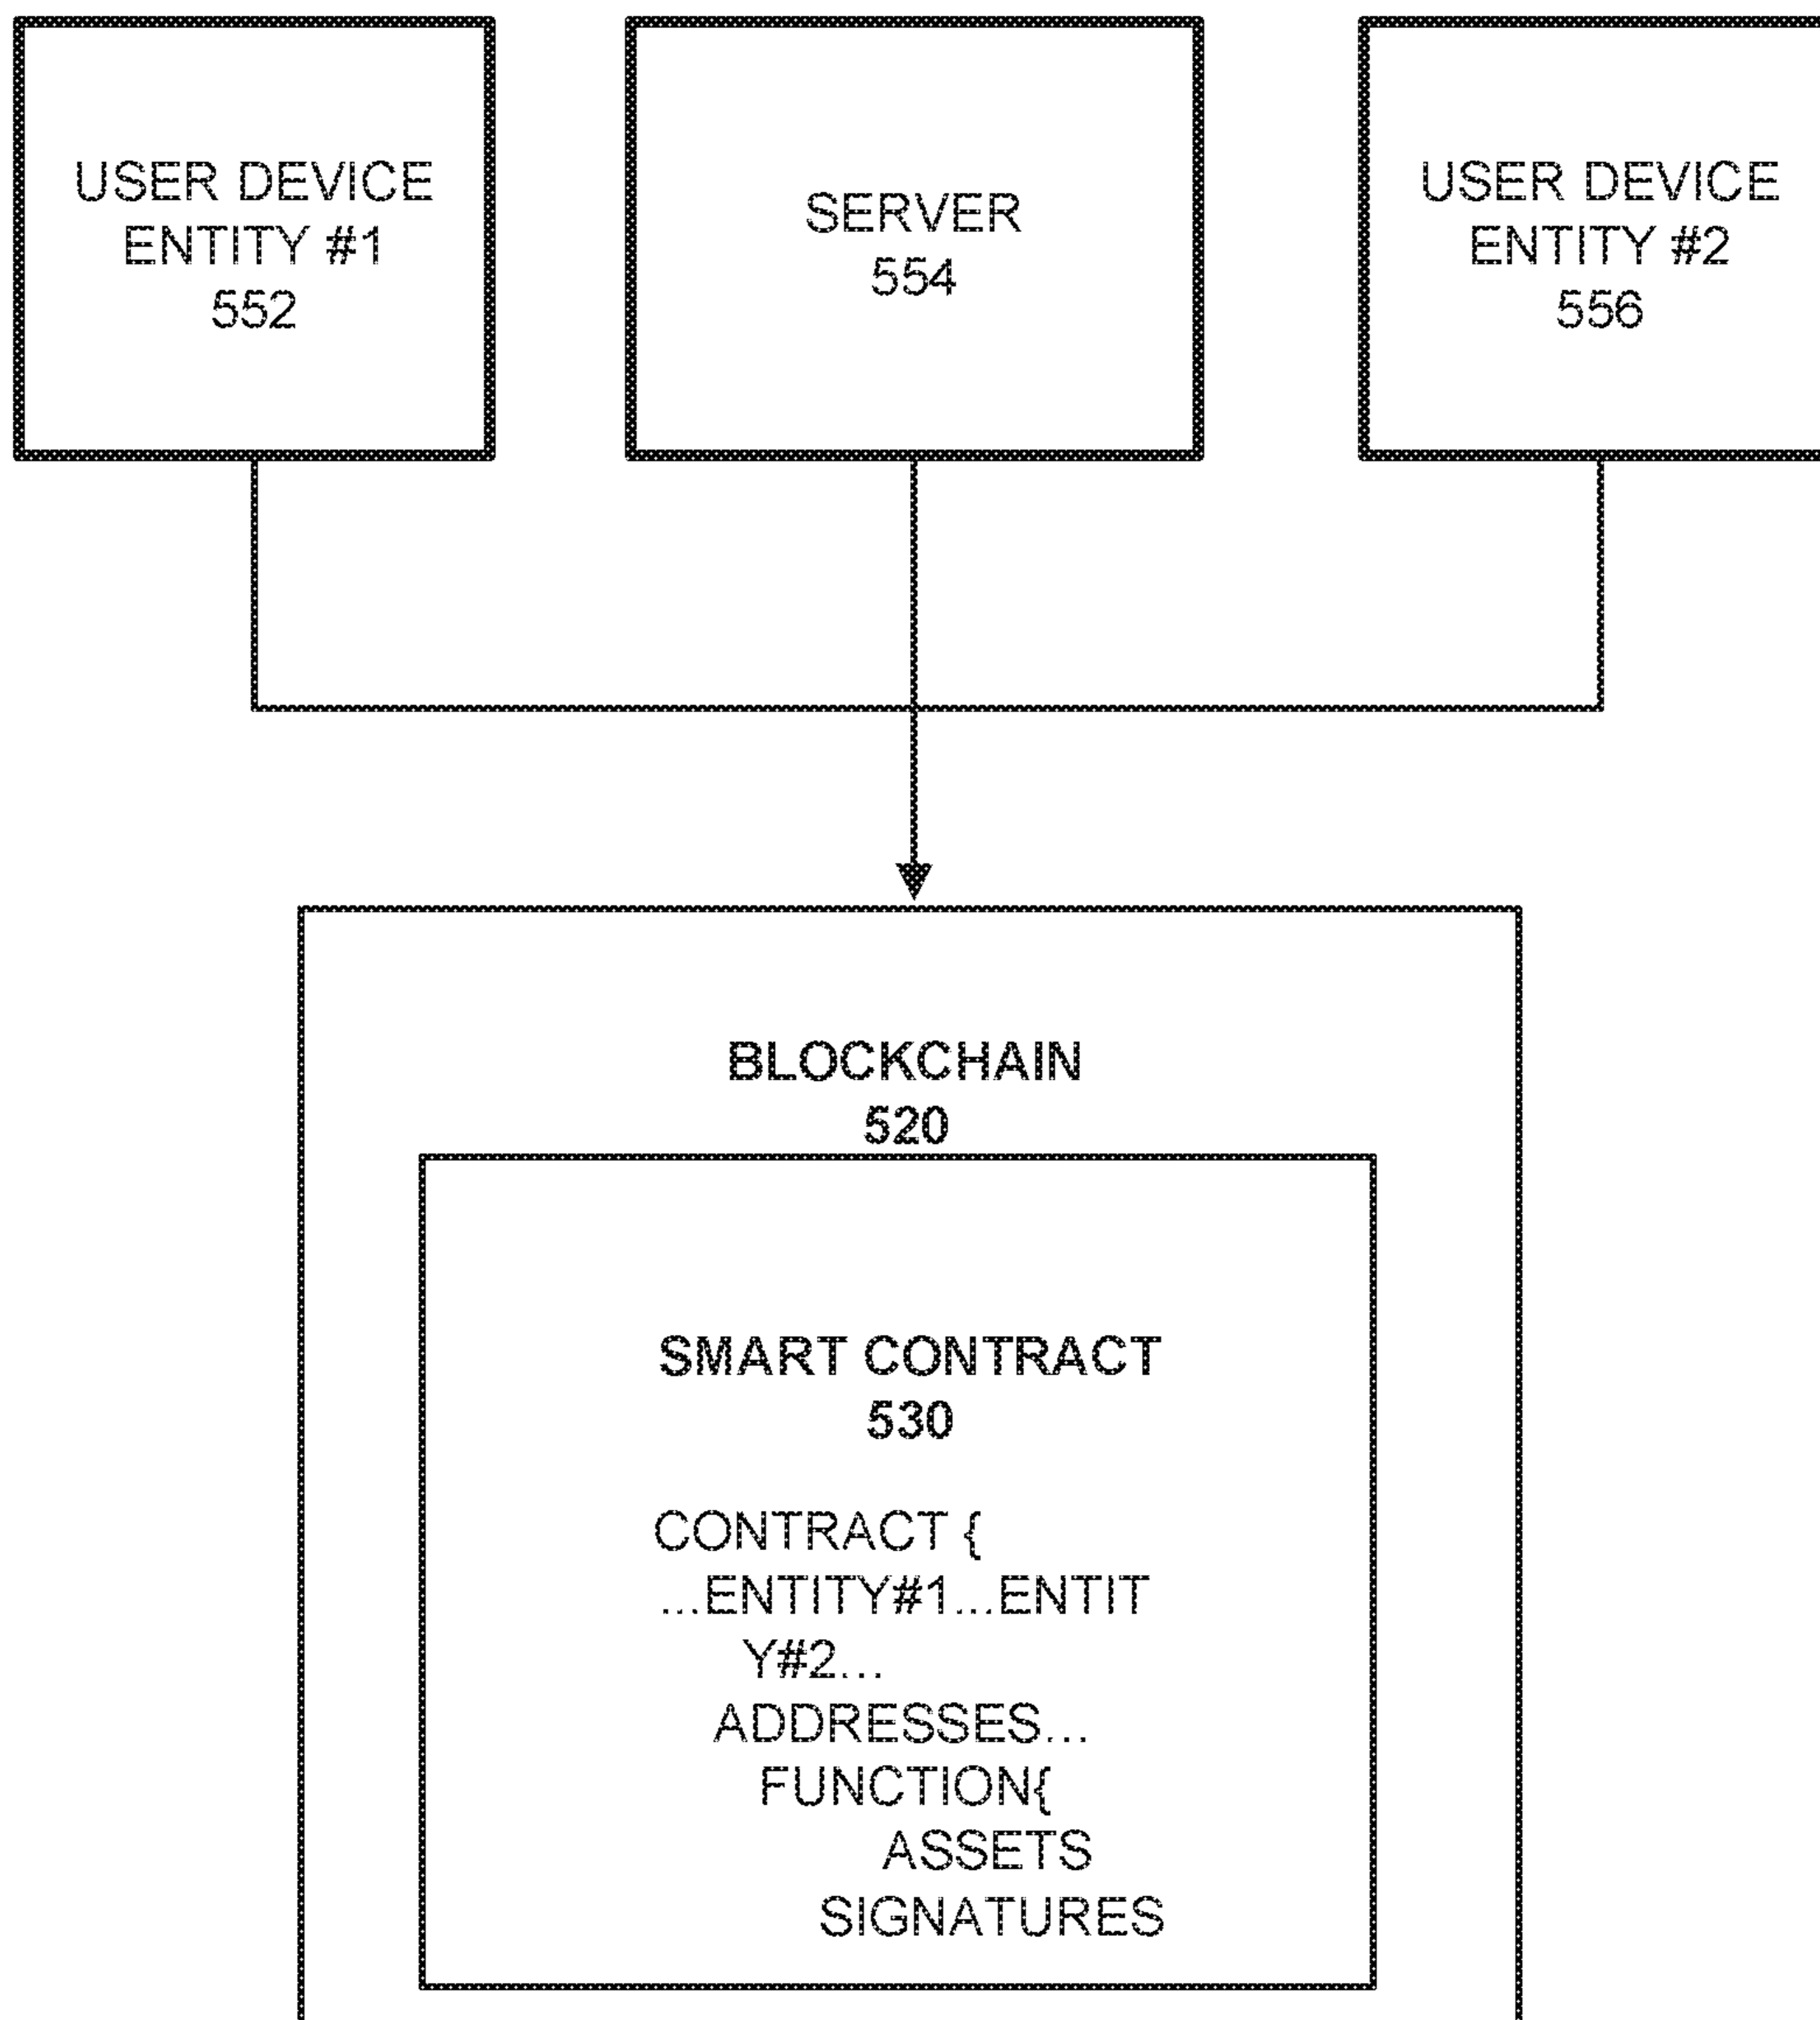 USER DEVICE
ENTITY #1
552
SERVER
554
USER DEVICE
ENTITY #2
556
BLOCKCHAIN
520
SMART CONTRACT
530
CONTRACT {
...ENTITY#1...ENTIT
Y#2...
ADDRESSES...
FUNCTION{
ASSETS
SIGNATURES